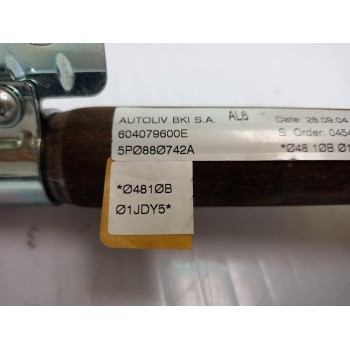 AUTOLIV BKI S.A. AL6 Date: 28.09.04
604079600E S. Order: 0454
5PØ88Ø742A *Ø48 1ØB Ø1
*Ø481ØB
Ø1JDY5*